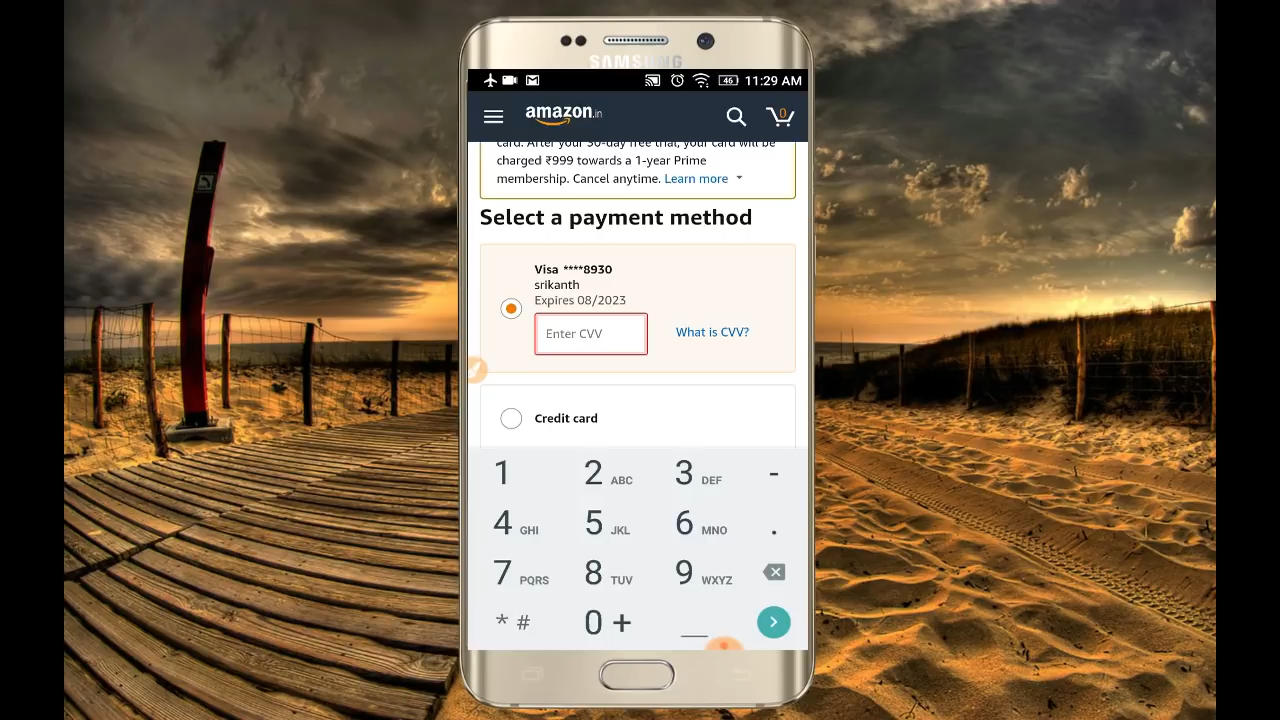 SAMSUNG
46 11:29 AM
amazon.in 0
card. After your 30-day free trial, your card will be
charged ₹999 towards a 1-year Prime
membership. Cancel anytime. Learn more
Select a payment method
Visa ****8930
srikanth
Expires 08/2023
Enter CVV What is CVV?
Credit card
1 2 ABC 3 DEF -
4 GHI 5 JKL 6 MNO .
7 PQRS 8 TUV 9 WXYZ
* # 0 + _